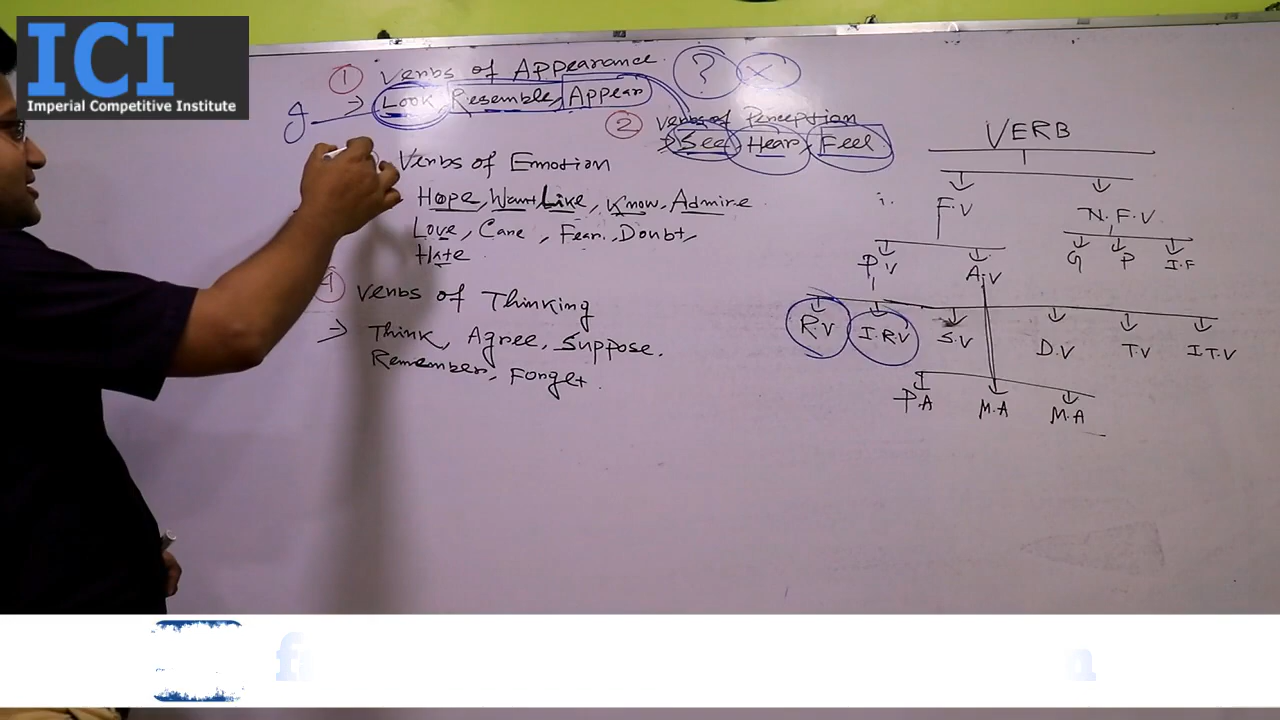 ICI
Imperial Competitive Institute
1 Verbs of Appearance
? X
→ Look, Resemble, Appear
2 Verbs of Perception
→ See, Hear, Feel
Verbs of Emotion
Hope, Want, Like, Know, Admire
Love, Care, Fear, Doubt,
Hate
4 Verbs of Thinking
→ Think, Agree, Suppose.
Remember, Forget.
VERB
F.V N.F.V
P.V A.V G P I.F
R.V I.R.V S.V D.V T.V I.T.V
P.A M.A M.A